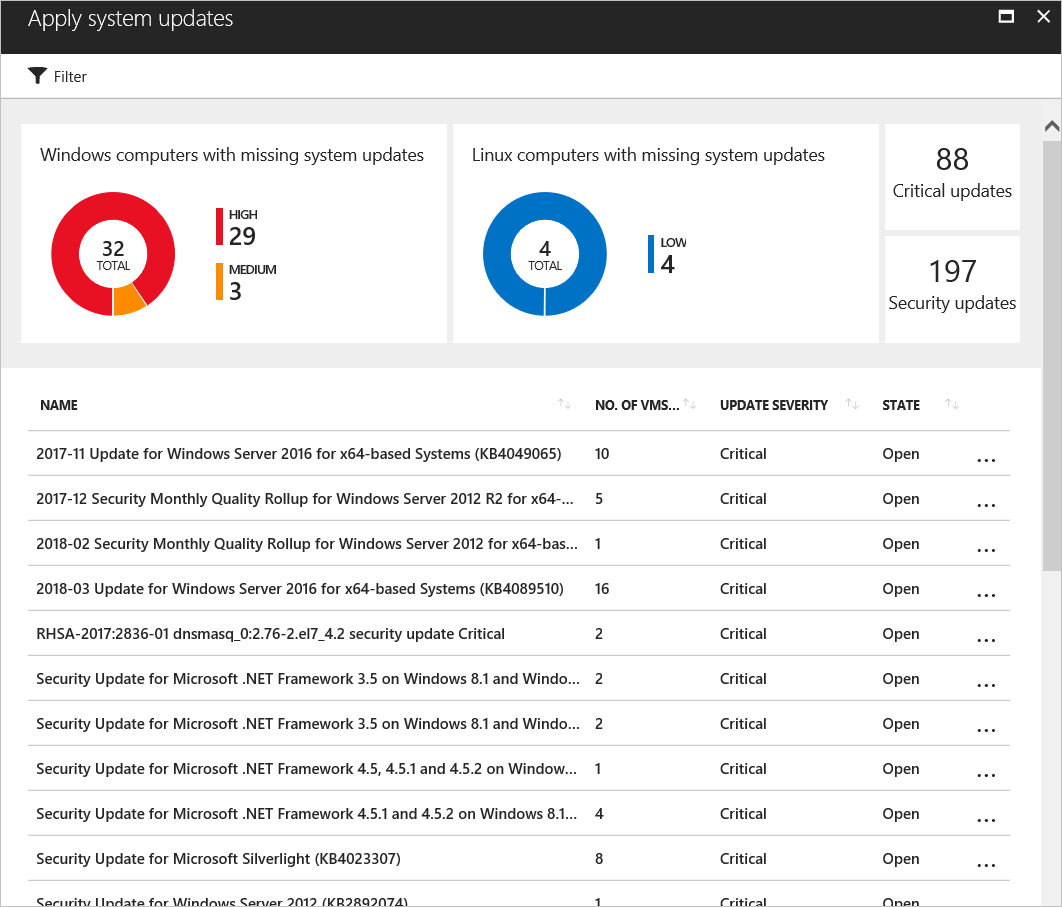 Apply system updates
Filter
Windows computers with missing system updates
32
TOTAL
HIGH
29
MEDIUM
3
Linux computers with missing system updates
4
TOTAL
LOW
4
88
Critical updates
197
Security updates
NAME NO. OF VMS... UPDATE SEVERITY STATE
2017-11 Update for Windows Server 2016 for x64-based Systems (KB4049065) 10 Critical Open ...
2017-12 Security Monthly Quality Rollup for Windows Server 2012 R2 for x64-... 5 Critical Open ...
2018-02 Security Monthly Quality Rollup for Windows Server 2012 for x64-bas... 1 Critical Open ...
2018-03 Update for Windows Server 2016 for x64-based Systems (KB4089510) 16 Critical Open ...
RHSA-2017:2836-01 dnsmasq_0:2.76-2.el7_4.2 security update Critical 2 Critical Open ...
Security Update for Microsoft .NET Framework 3.5 on Windows 8.1 and Windo... 2 Critical Open ...
Security Update for Microsoft .NET Framework 3.5 on Windows 8.1 and Windo... 2 Critical Open ...
Security Update for Microsoft .NET Framework 4.5, 4.5.1 and 4.5.2 on Window... 1 Critical Open ...
Security Update for Microsoft .NET Framework 4.5.1 and 4.5.2 on Windows 8.1... 4 Critical Open ...
Security Update for Microsoft Silverlight (KB4023307) 8 Critical Open ...
Security Update for Windows Server 2012 (KB2892074) 1 Critical Open